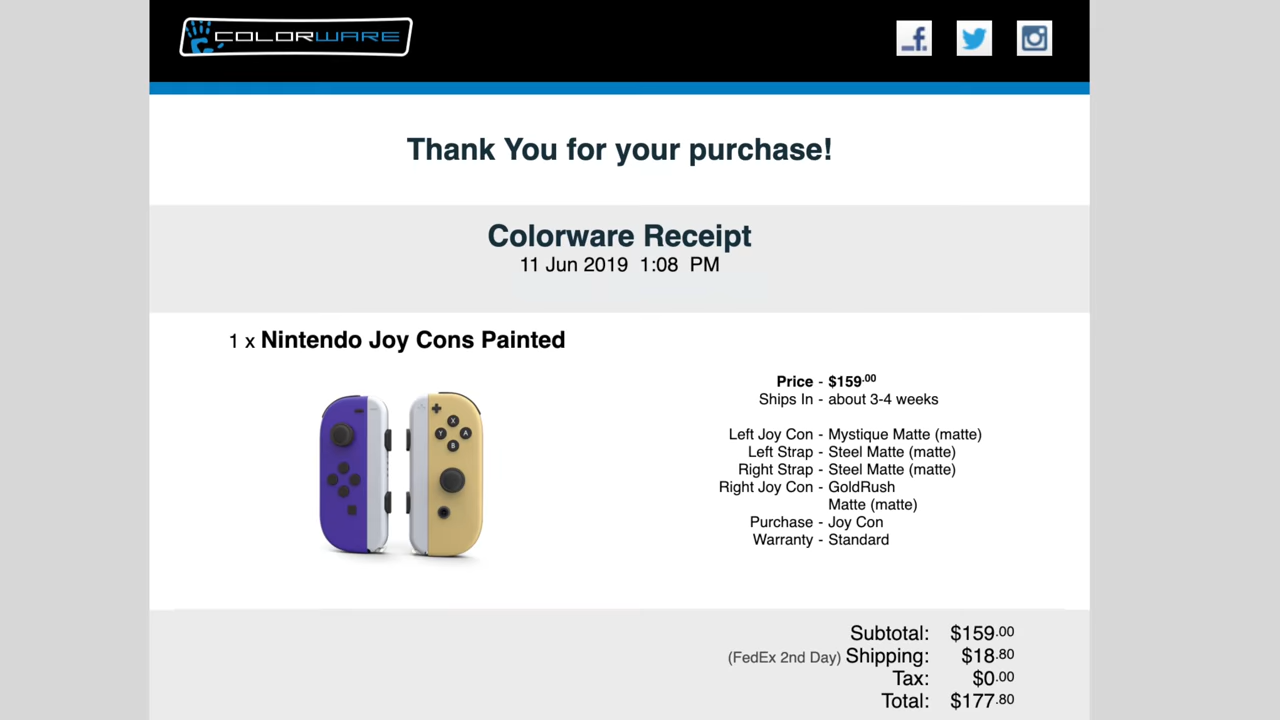 COLORWARE
Thank You for your purchase!
Colorware Receipt
11 Jun 2019 1:08 PM
1 x Nintendo Joy Cons Painted
X
Y A
B
Price - $159.00
Ships In - about 3-4 weeks
Left Joy Con - Mystique Matte (matte)
Left Strap - Steel Matte (matte)
Right Strap - Steel Matte (matte)
Right Joy Con - GoldRush
Matte (matte)
Purchase - Joy Con
Warranty - Standard
Subtotal: $159.00
(FedEx 2nd Day) Shipping: $18.80
Tax: $0.00
Total: $177.80